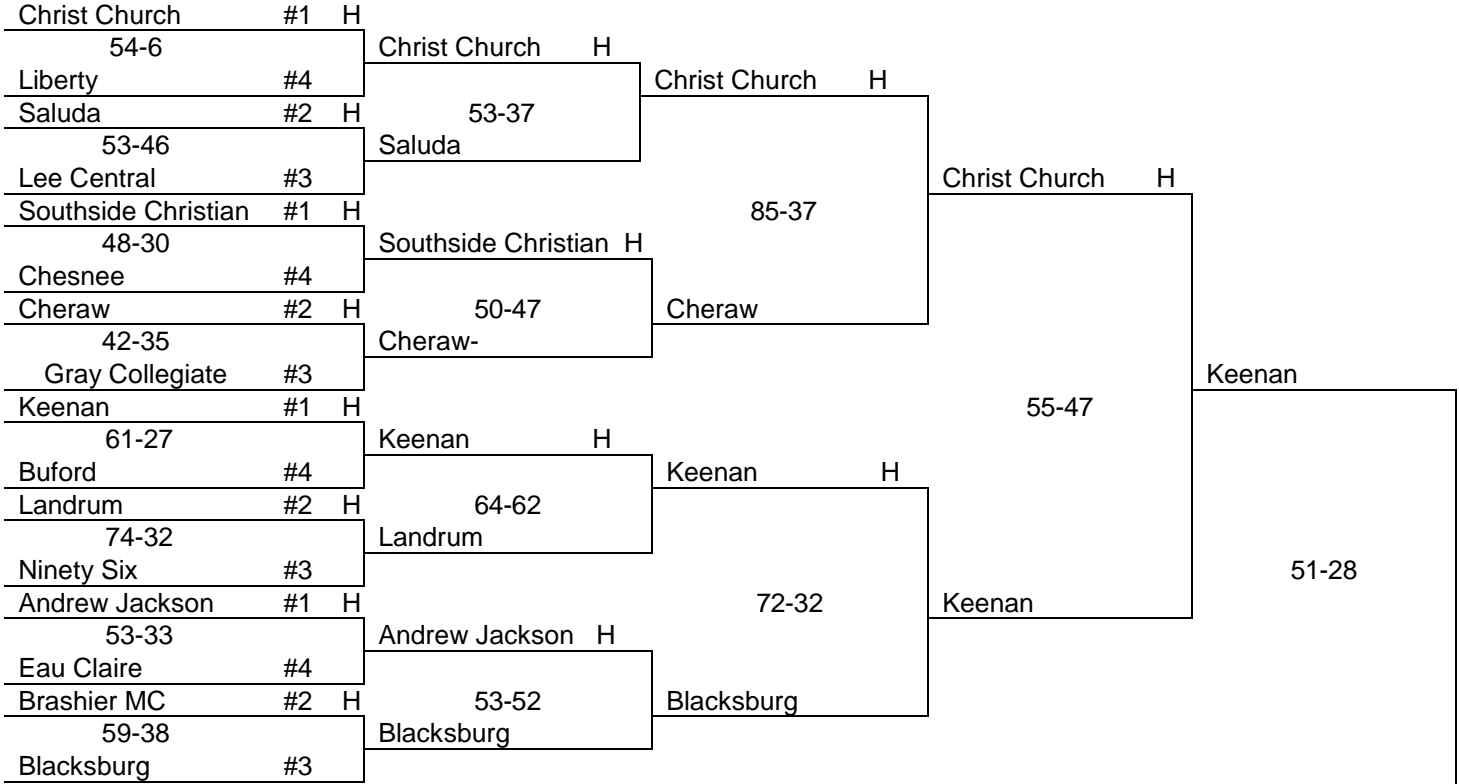 Christ Church #1 H
54-6
Christ Church H
Liberty #4
Christ Church H
Saluda #2 H
53-37
53-46
Saluda
Lee Central #3
Christ Church H
Southside Christian #1 H
85-37
48-30
Southside Christian H
Chesnee #4
Cheraw #2 H
50-47
Cheraw
42-35
Cheraw-
Gray Collegiate #3
Keenan
Keenan #1 H
55-47
61-27
Keenan H
Buford #4
Keenan H
Landrum #2 H
64-62
74-32
Landrum
Ninety Six #3
51-28
Andrew Jackson #1 H
72-32
Keenan
53-33
Andrew Jackson H
Eau Claire #4
Brashier MC #2 H
53-52
Blacksburg
59-38
Blacksburg
Blacksburg #3